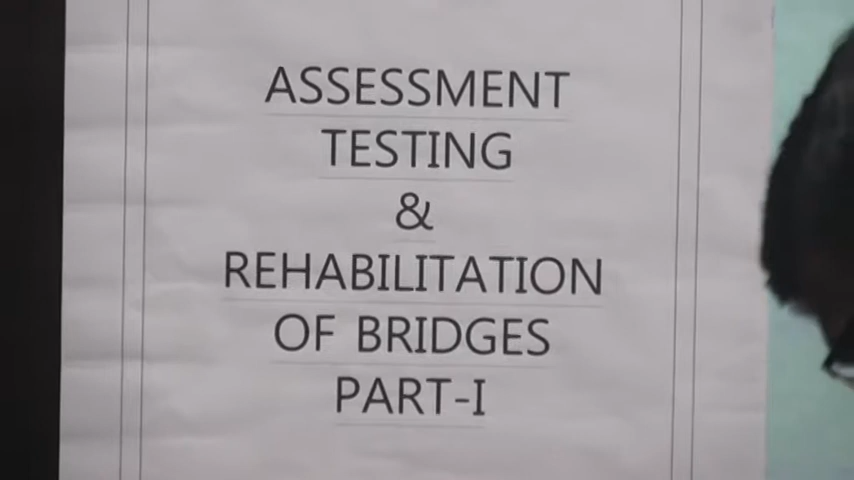 ASSESSMENT
TESTING
&
REHABILITATION
OF BRIDGES
PART-I